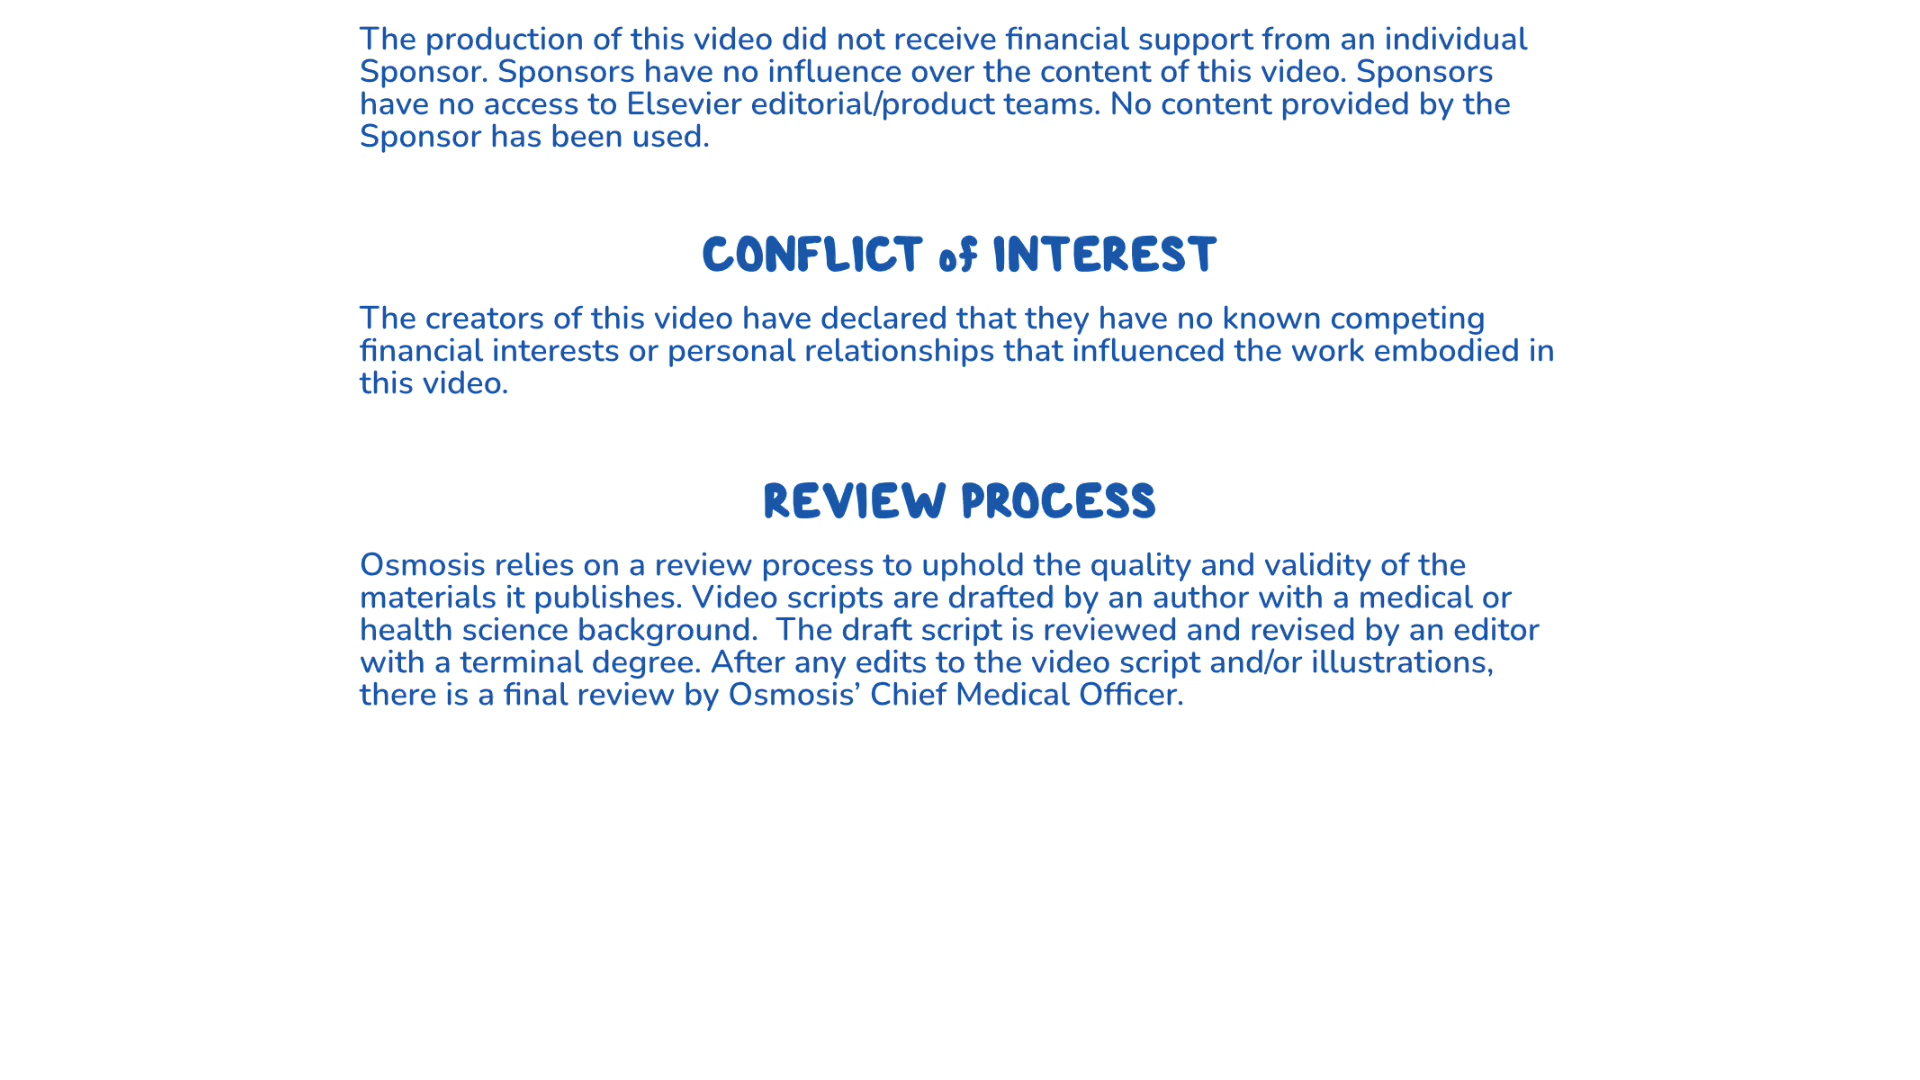 The production of this video did not receive financial support from an individual
Sponsor. Sponsors have no influence over the content of this video. Sponsors
have no access to Elsevier editorial/product teams. No content provided by the
Sponsor has been used.
CONFLICT of INTEREST
The creators of this video have declared that they have no known competing
financial interests or personal relationships that influenced the work embodied in
this video.
REVIEW PROCESS
Osmosis relies on a review process to uphold the quality and validity of the
materials it publishes. Video scripts are drafted by an author with a medical or
health science background.  The draft script is reviewed and revised by an editor
with a terminal degree. After any edits to the video script and/or illustrations,
there is a final review by Osmosis’ Chief Medical Officer.